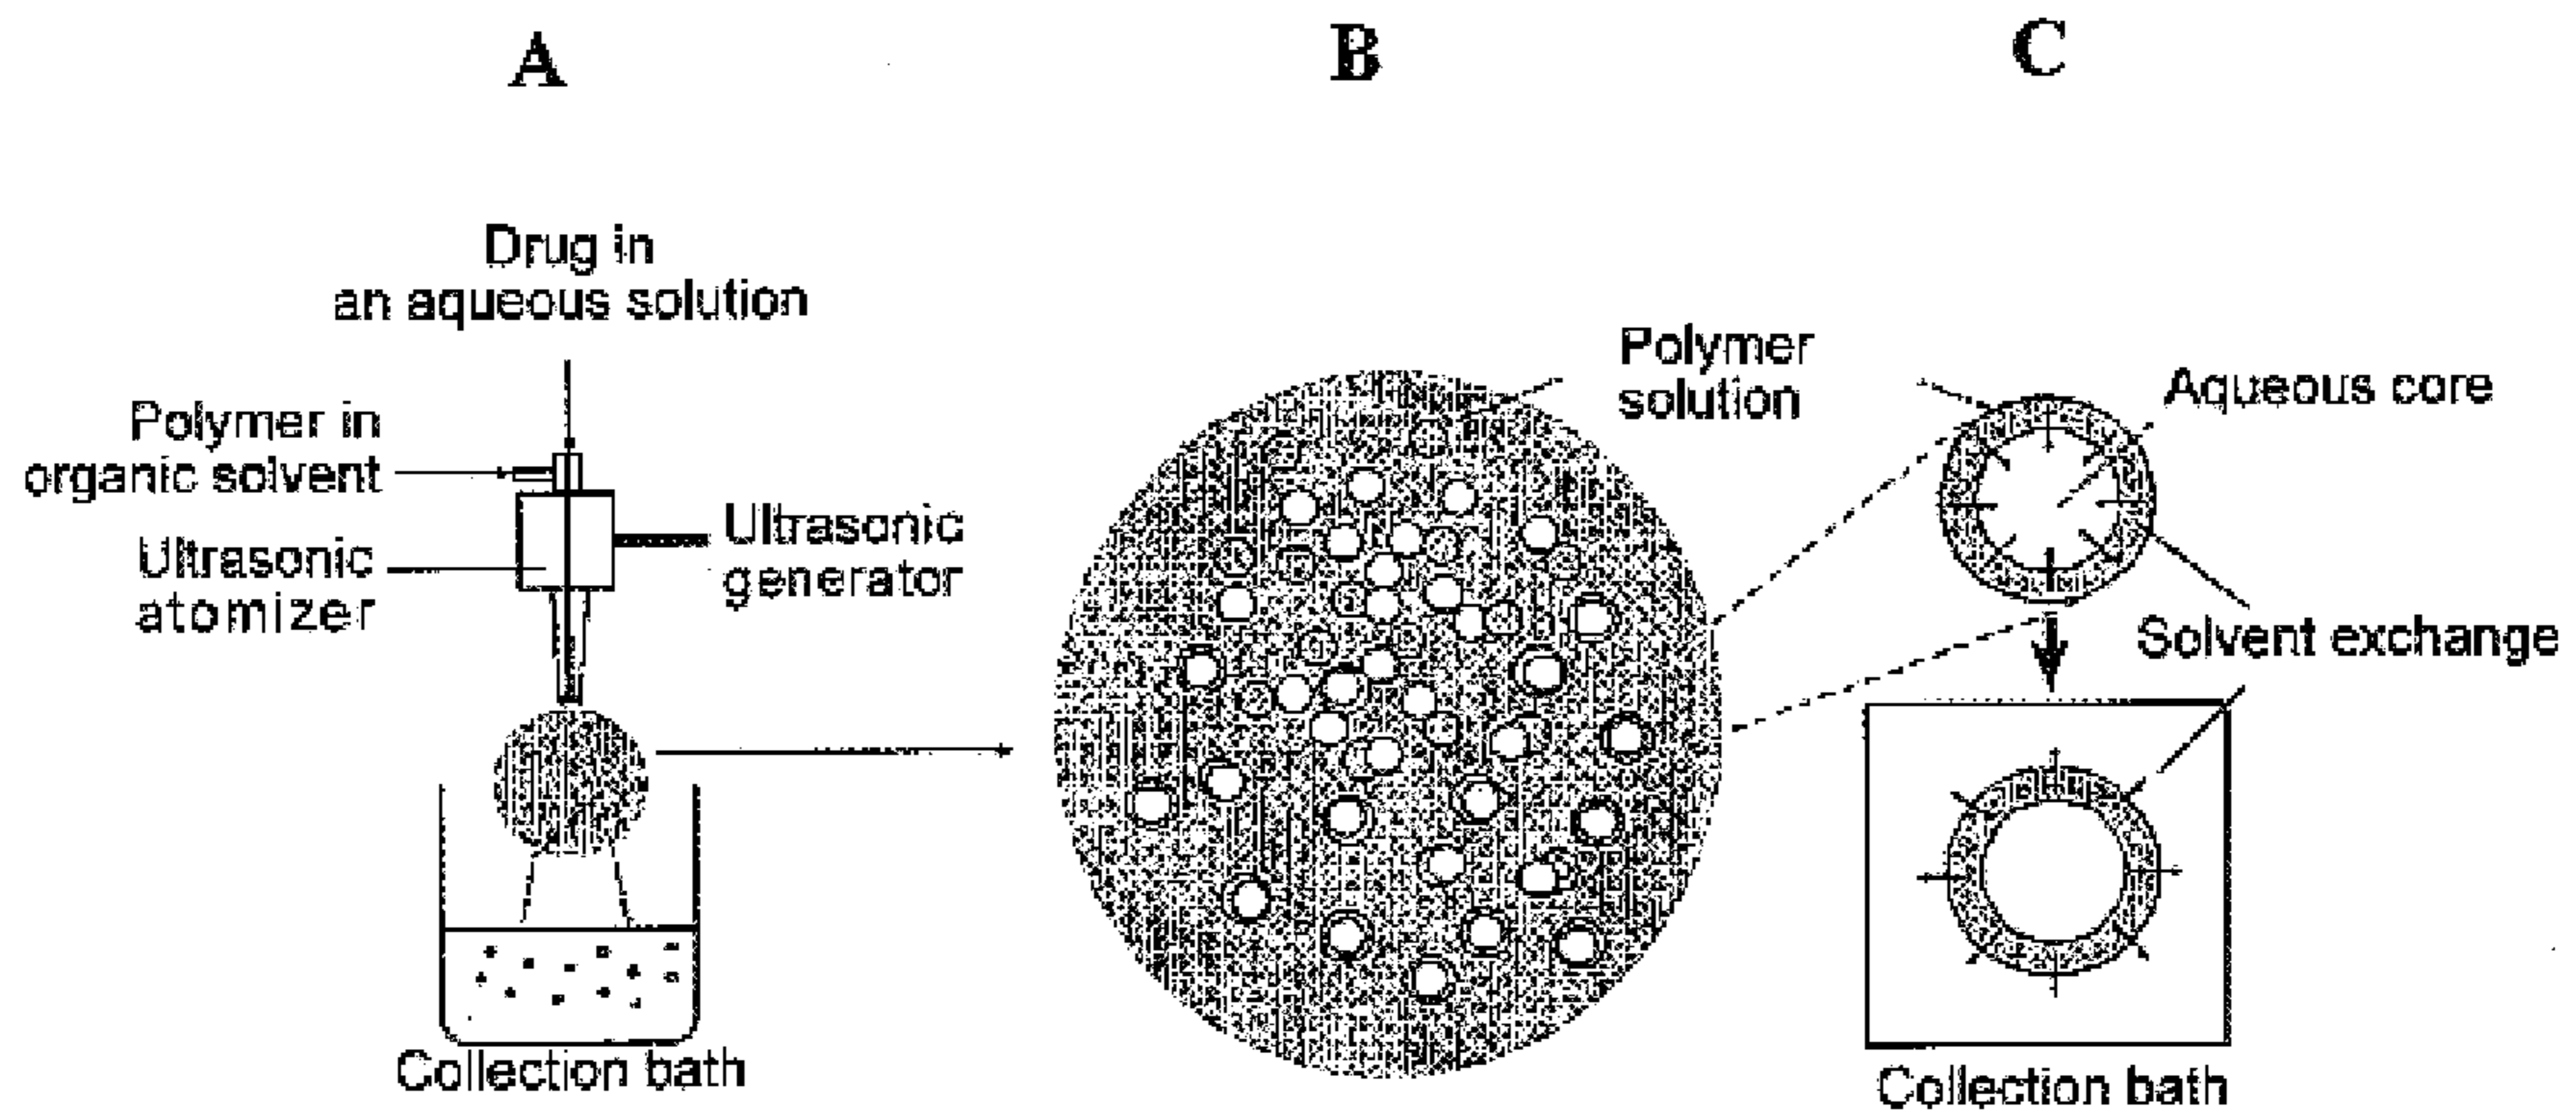 A
B
C
Drug in
an aqueous solution
Polymer in
organic solvent
Ultrasonic
atomizer
Ultrasonic
generator
Collection bath
Polymer
solution
Aqueous core
Solvent exchange
Collection bath